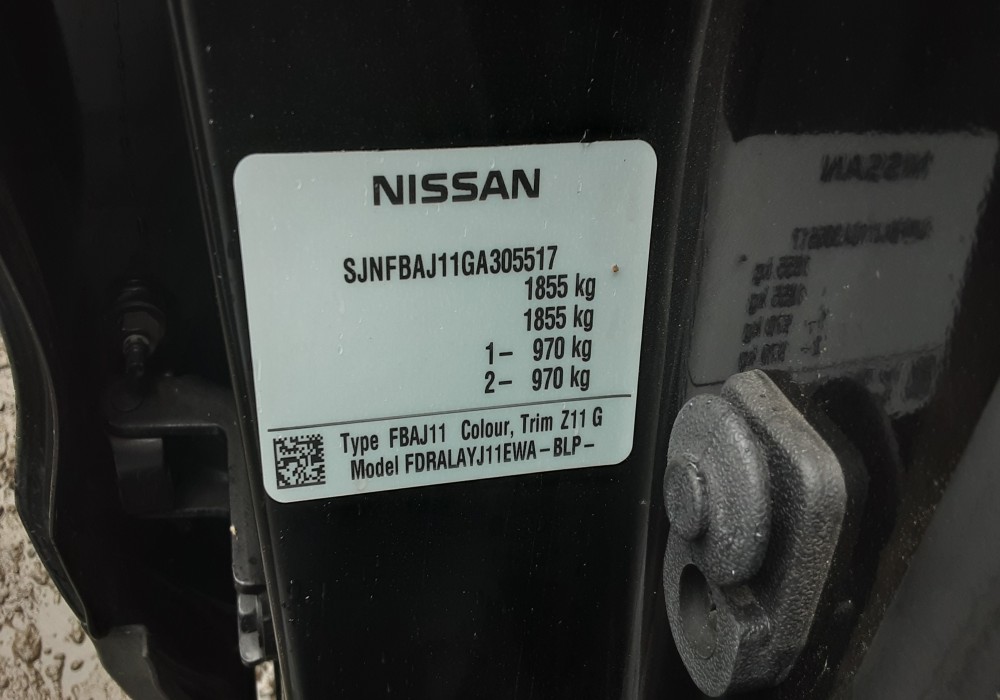 NISSAN
SJNFBAJ11GA305517
1855 kg
1855 kg
1– 970 kg
2– 970 kg
Type FBAJ11 Colour, Trim Z11 G
Model FDRALAYJ11EWA–BLP–